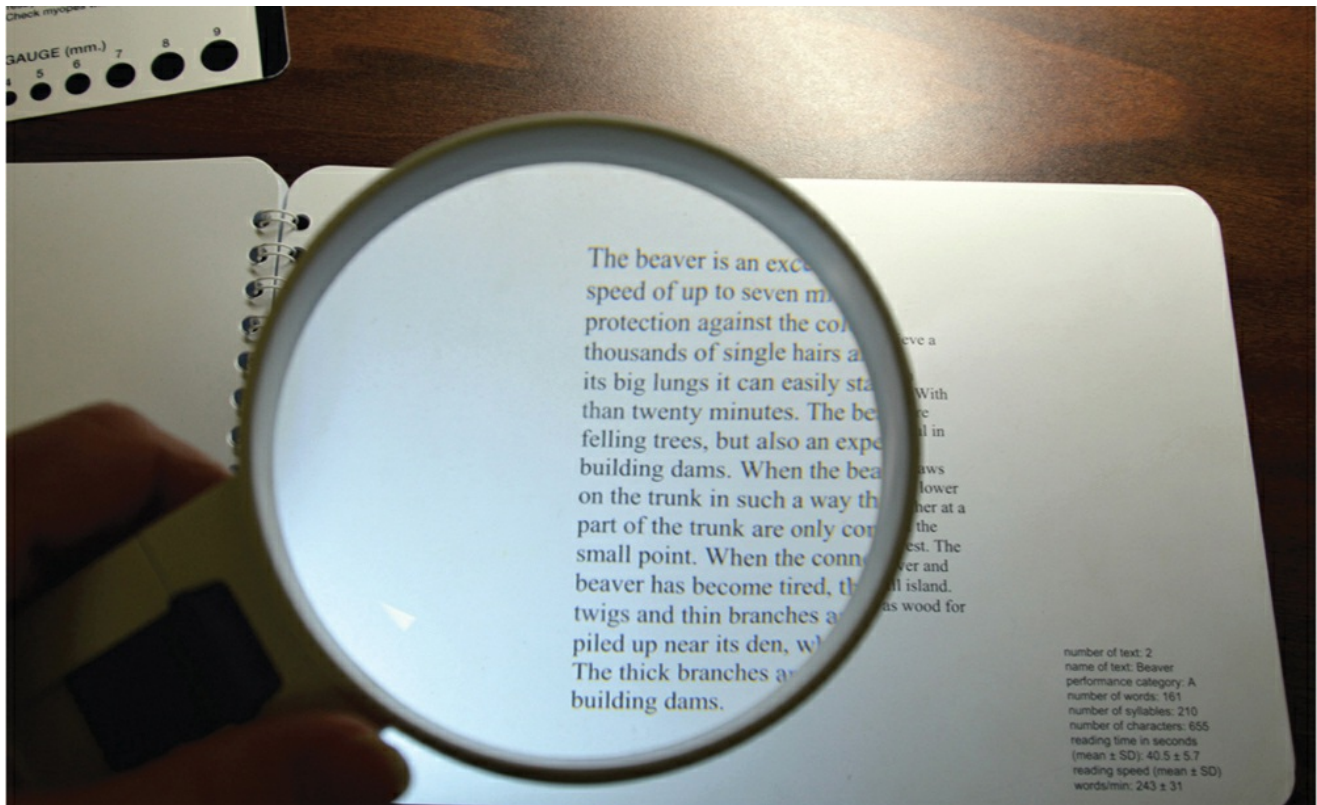 Check myopes
GAUGE (mm.)
4 5 6 7 8 9
The beaver is an exc
speed of up to seven m
protection against the co
thousands of single hairs a
its big lungs it can easily sta
than twenty minutes. The be
felling trees, but also an expe
building dams. When the bea
on the trunk in such a way th
part of the trunk are only con
small point. When the conn
beaver has become tired, th
twigs and thin branches a
piled up near its den, w
The thick branches a
building dams.
eve a
With
re
l in
aws
lower
her at a
the
est. The
ver and
ll island.
as wood for
number of text: 2
name of text: Beaver
performance category: A
number of words: 161
number of syllables: 210
number of characters: 655
reading time in seconds
(mean ± SD): 40.5 ± 5.7
reading speed (mean ± SD)
words/min: 243 ± 31